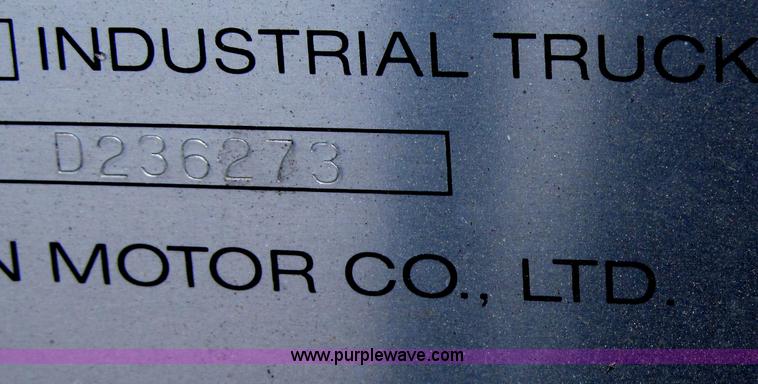 INDUSTRIAL TRUCK
D236273
N MOTOR CO., LTD.
www.purplewave.com